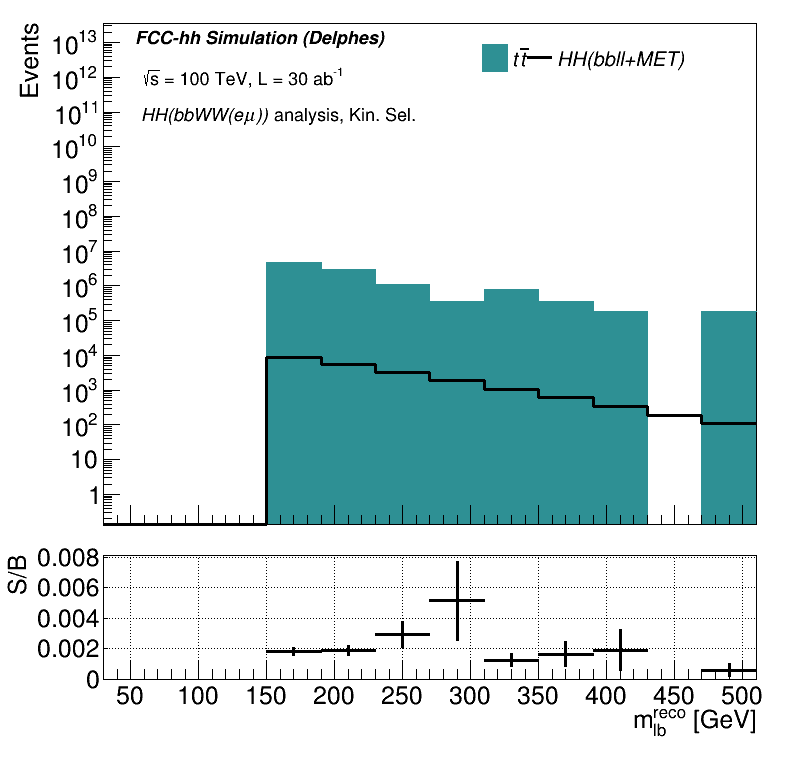 FCC-hh Simulation (Delphes)
√s = 100 TeV, L = 30 ab⁻¹
HH(bbWW(eμ)) analysis, Kin. Sel.
tt̅ HH(bbll+MET)
Events
10¹³
10¹²
10¹¹
10¹⁰
10⁹
10⁸
10⁷
10⁶
10⁵
10⁴
10³
10²
10
1
S/B
0.008
0.006
0.004
0.002
0
50 100 150 200 250 300 350 400 450 500
m_lb^reco [GeV]